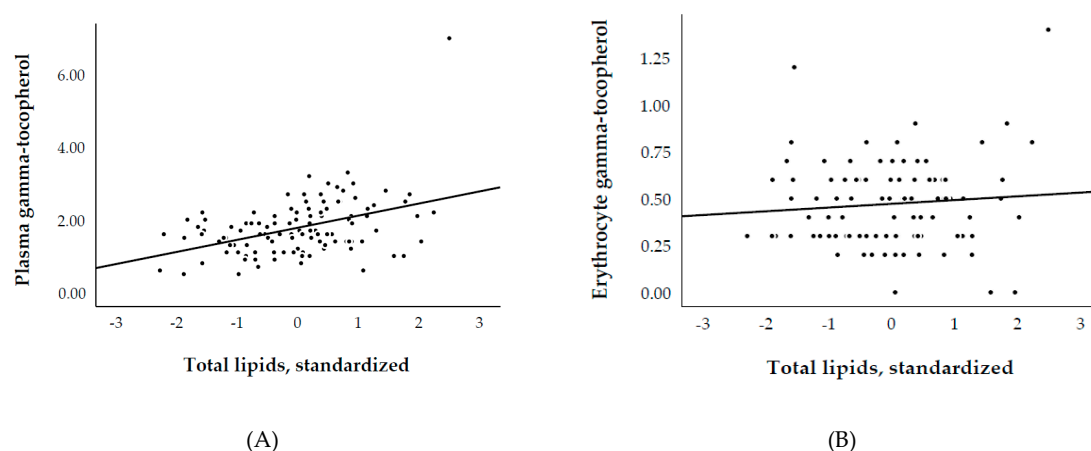 Plasma gamma-tocopherol
6.00
4.00
2.00
0.00
-3 -2 -1 0 1 2 3
Total lipids, standardized
(A)
Erythrocyte gamma-tocopherol
1.25
1.00
0.75
0.50
0.25
0.00
-3 -2 -1 0 1 2 3
Total lipids, standardized
(B)